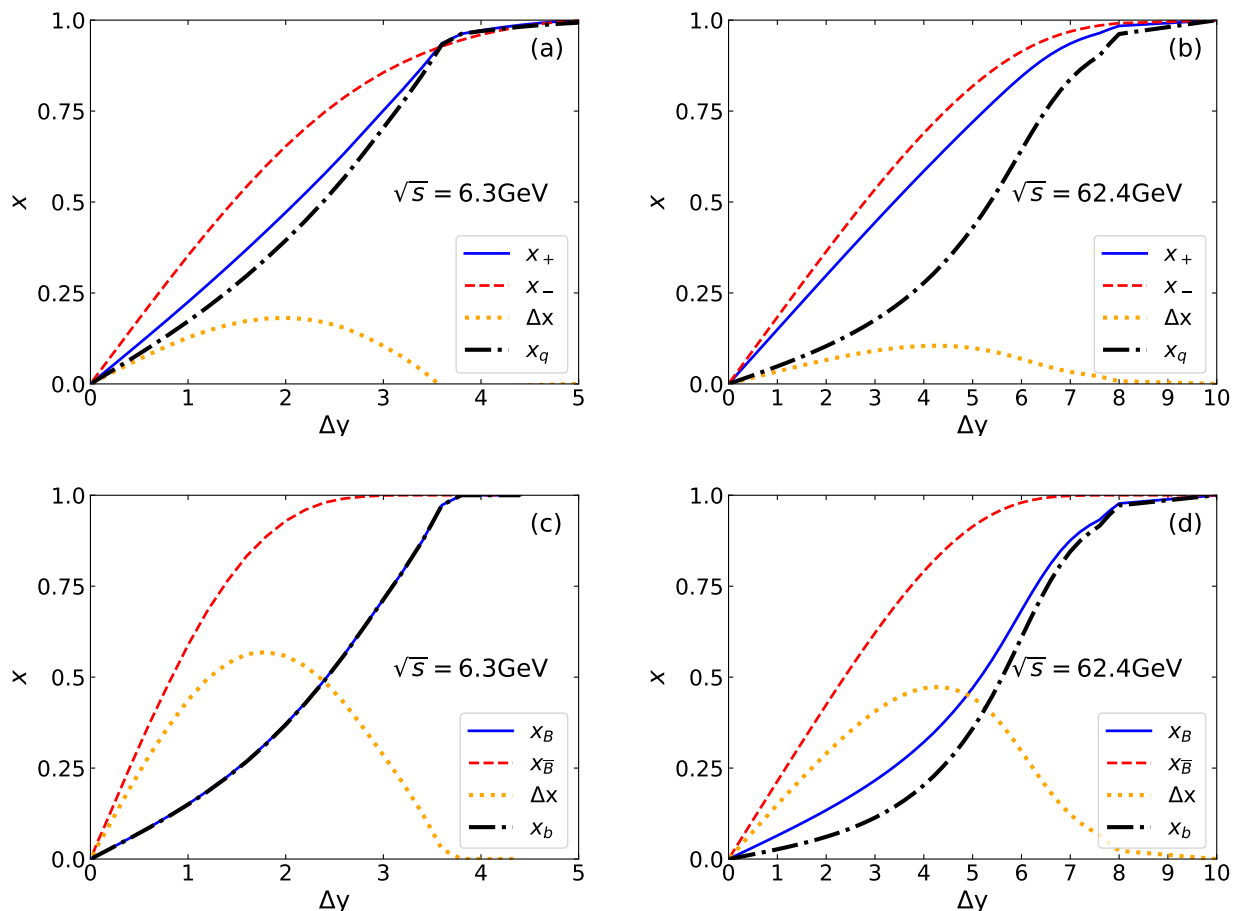 1.0
0.75
0.5
0.25
0.0
x
(a)
√s = 6.3GeV
x₊
x₋
Δx
x_q
0 1 2 3 4 5
Δy
1.0
0.75
0.5
0.25
0.0
x
(b)
√s = 62.4GeV
x₊
x₋
Δx
x_q
0 1 2 3 4 5 6 7 8 9 10
Δy
1.0
0.75
0.5
0.25
0.0
x
(c)
√s = 6.3GeV
x_B
x_B̅
Δx
x_b
0 1 2 3 4 5
Δy
1.0
0.75
0.5
0.25
0.0
x
(d)
√s = 62.4GeV
x_B
x_B̅
Δx
x_b
0 1 2 3 4 5 6 7 8 9 10
Δy